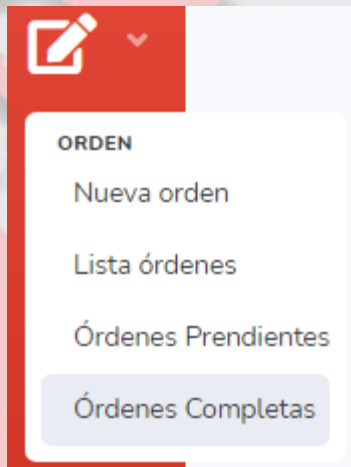 ORDEN
Nueva orden
Lista órdenes
Órdenes Prendientes
Órdenes Completas